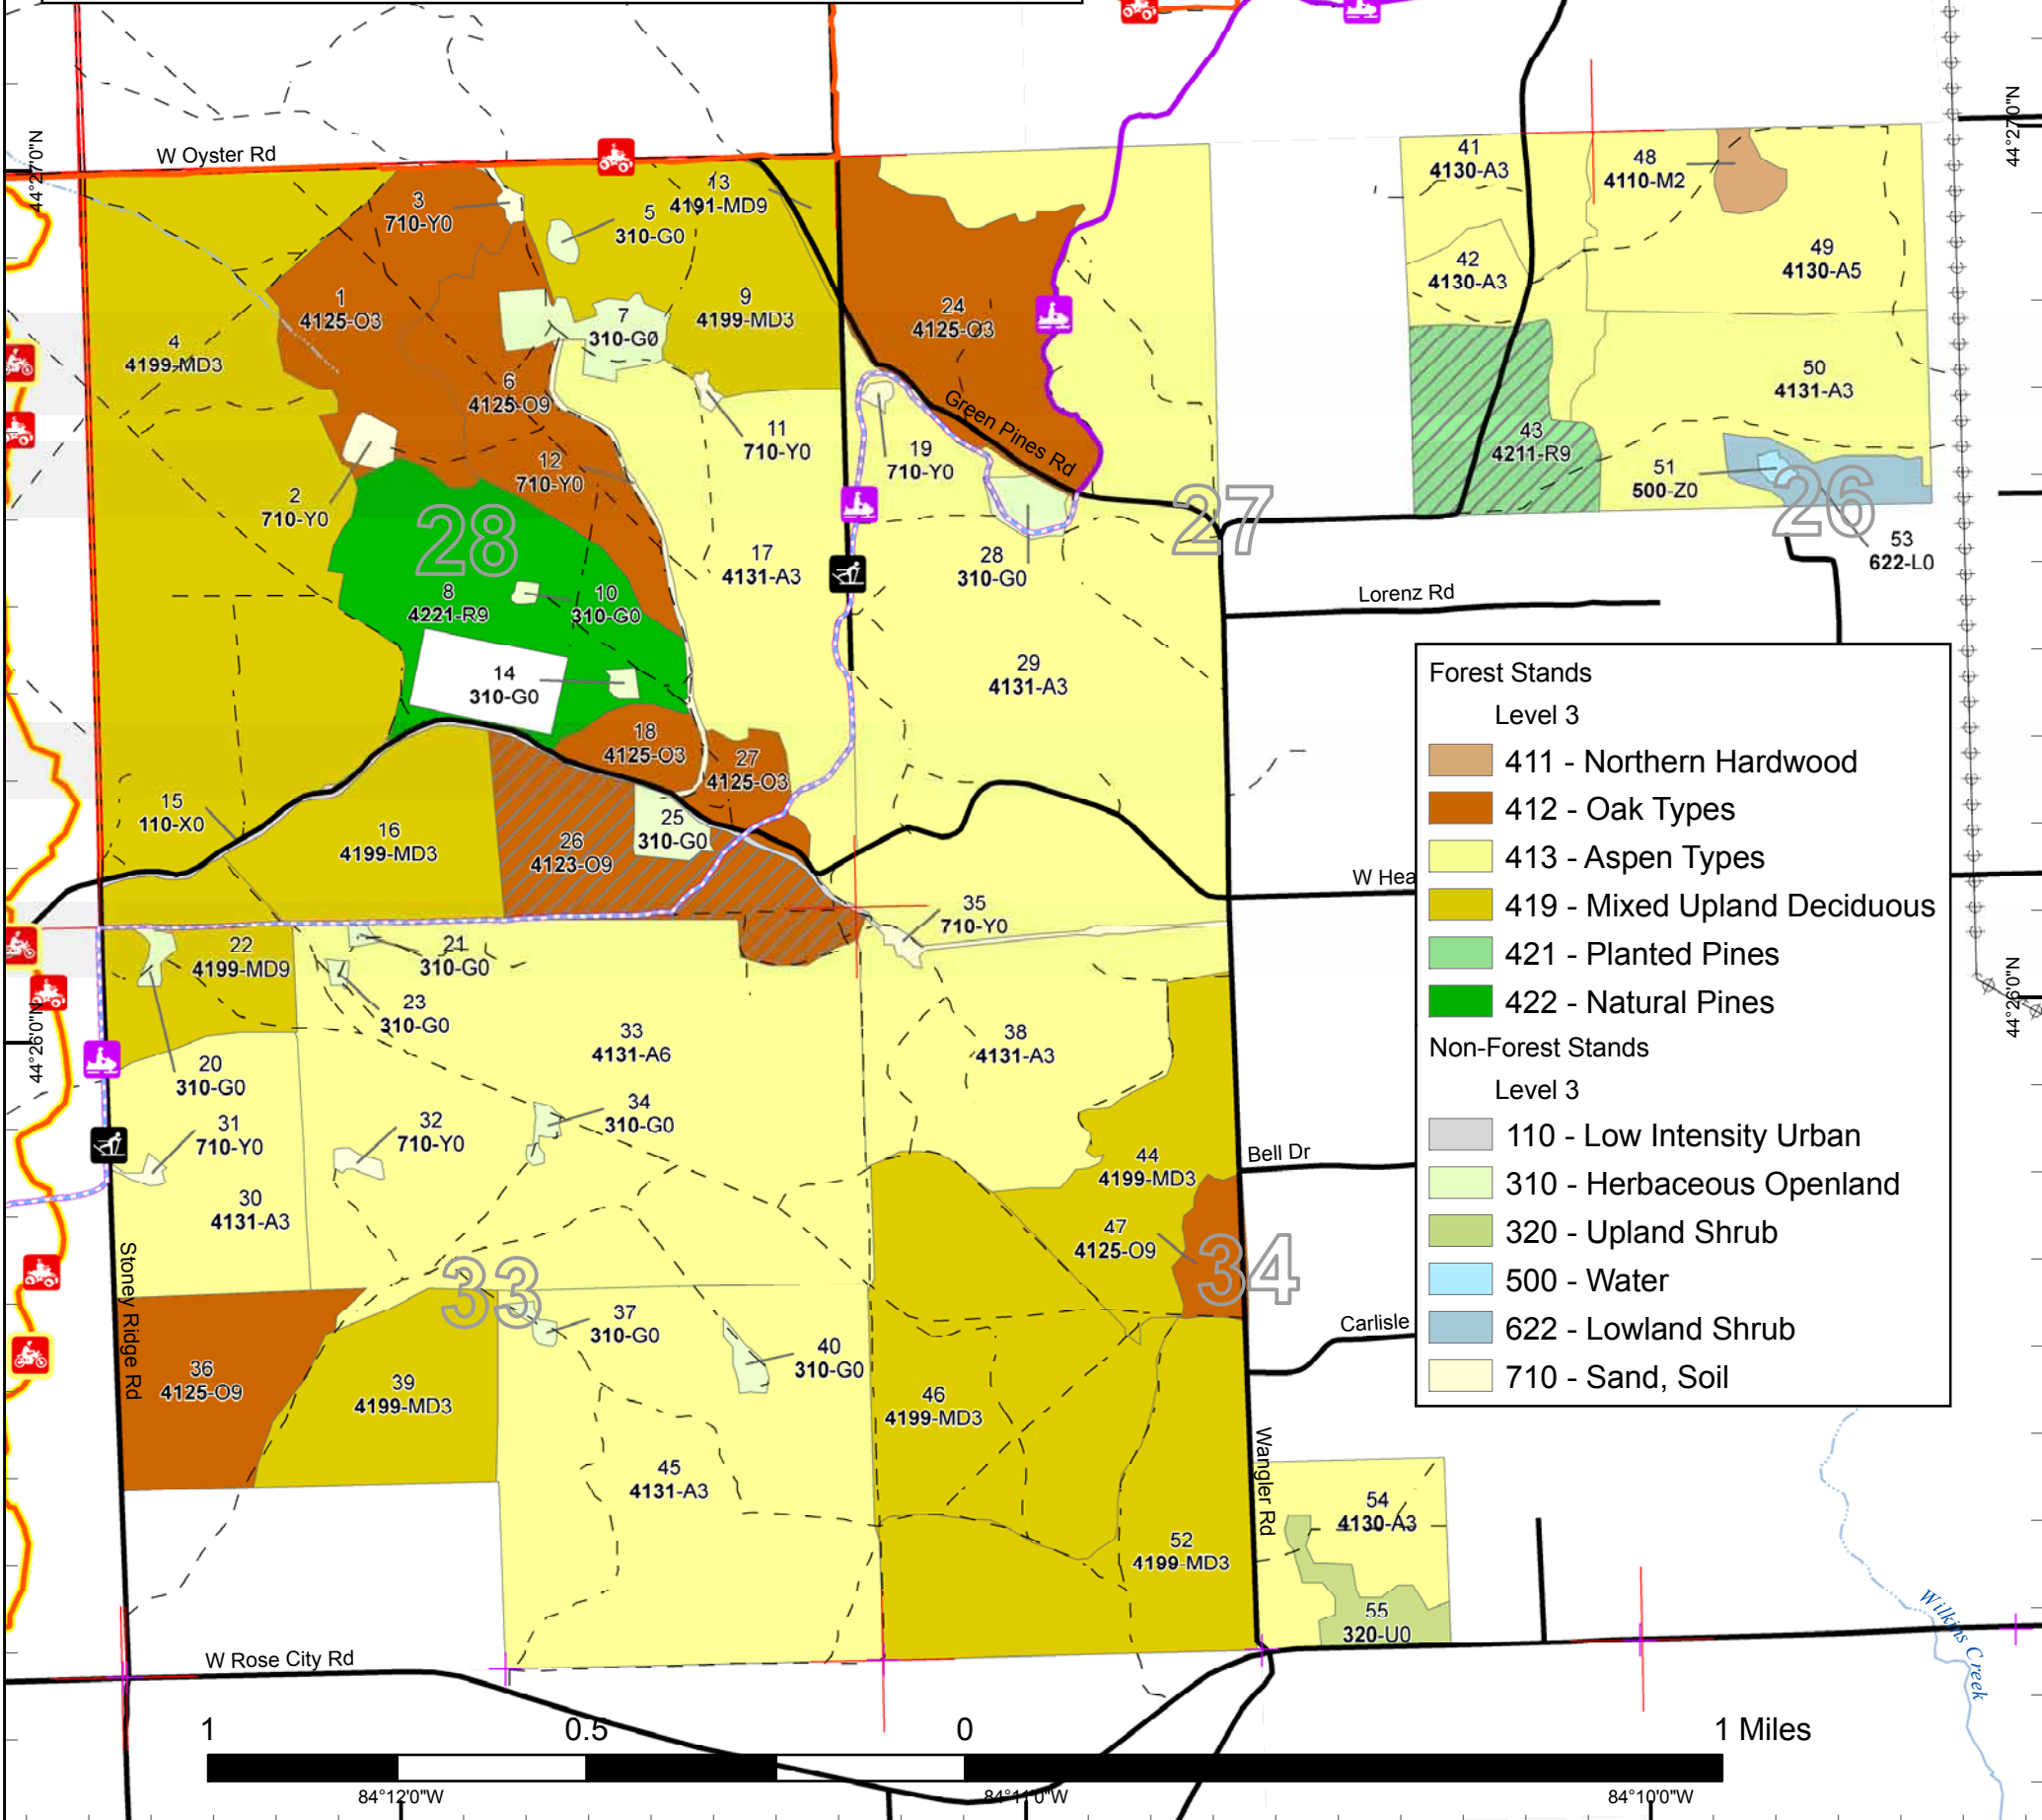 W Oyster Rd
44°27'0"N
44°27'0"N
3
710-Y0
13
4191-MD9
5
310-G0
41
4130-A3
48
4110-M2
42
4130-A3
49
4130-A5
1
4125-O3
7
310-G0
9
4199-MD3
24
4125-O3
4
4199-MD3
6
4125-O9
50
4131-A3
Green Pines Rd
11
710-Y0
19
710-Y0
43
4211-R9
12
710-Y0
51
500-Z0
2
710-Y0
28
27
26
53
622-L0
17
4131-A3
28
310-G0
8
4221-R9
10
310-G0
Lorenz Rd
14
310-G0
29
4131-A3
18
4125-O3
27
4125-O3
15
110-X0
16
4199-MD3
25
310-G0
26
4123-O9
W Hea
35
710-Y0
22
4199-MD9
21
310-G0
23
310-G0
44°26'0"N
44°26'0"N
33
4131-A6
38
4131-A3
20
310-G0
31
710-Y0
32
710-Y0
34
310-G0
Bell Dr
44
4199-MD3
30
4131-A3
47
4125-O9
34
33
Stoney Ridge Rd
37
310-G0
Carlisle
40
310-G0
36
4125-O9
39
4199-MD3
46
4199-MD3
45
4131-A3
Wangler Rd
54
4130-A3
52
4199-MD3
55
320-U0
Wilkins Creek
W Rose City Rd
Forest Stands
Level 3
411 - Northern Hardwood
412 - Oak Types
413 - Aspen Types
419 - Mixed Upland Deciduous
421 - Planted Pines
422 - Natural Pines
Non-Forest Stands
Level 3
110 - Low Intensity Urban
310 - Herbaceous Openland
320 - Upland Shrub
500 - Water
622 - Lowland Shrub
710 - Sand, Soil
1 0.5 0 1 Miles
84°12'0"W 84°11'0"W 84°10'0"W